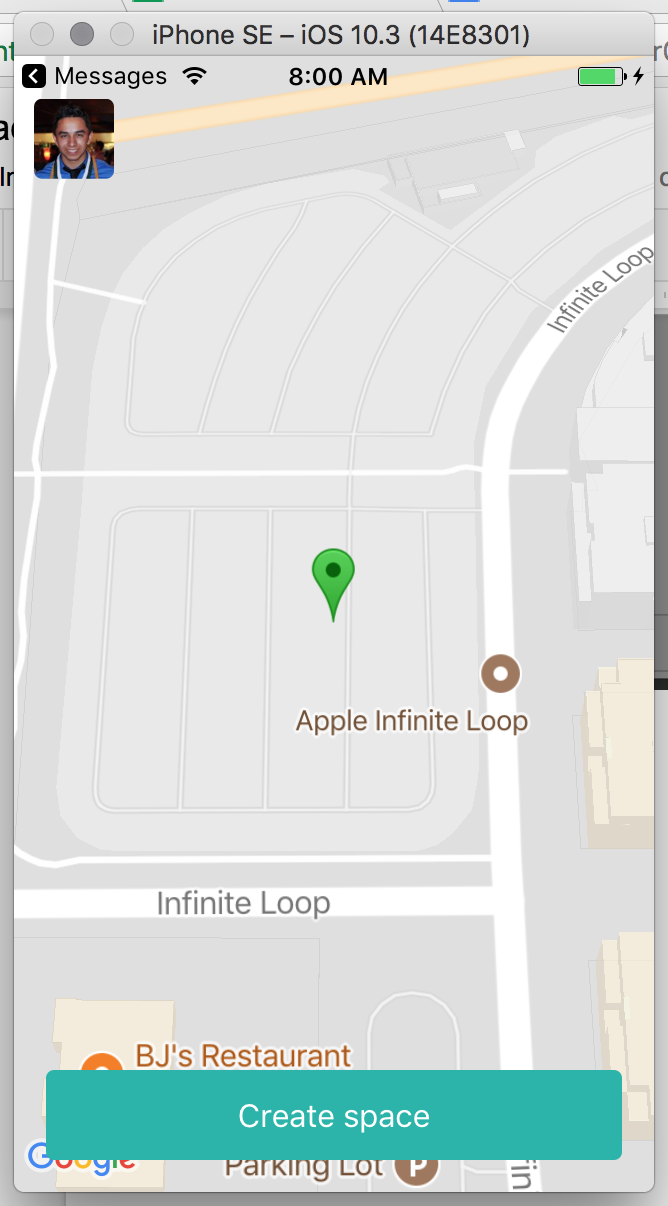 iPhone SE – iOS 10.3 (14E8301)
Messages
8:00 AM
Infinite Loop
Apple Infinite Loop
Infinite Loop
BJ's Restaurant
Create space
Google
Parking Lot
P